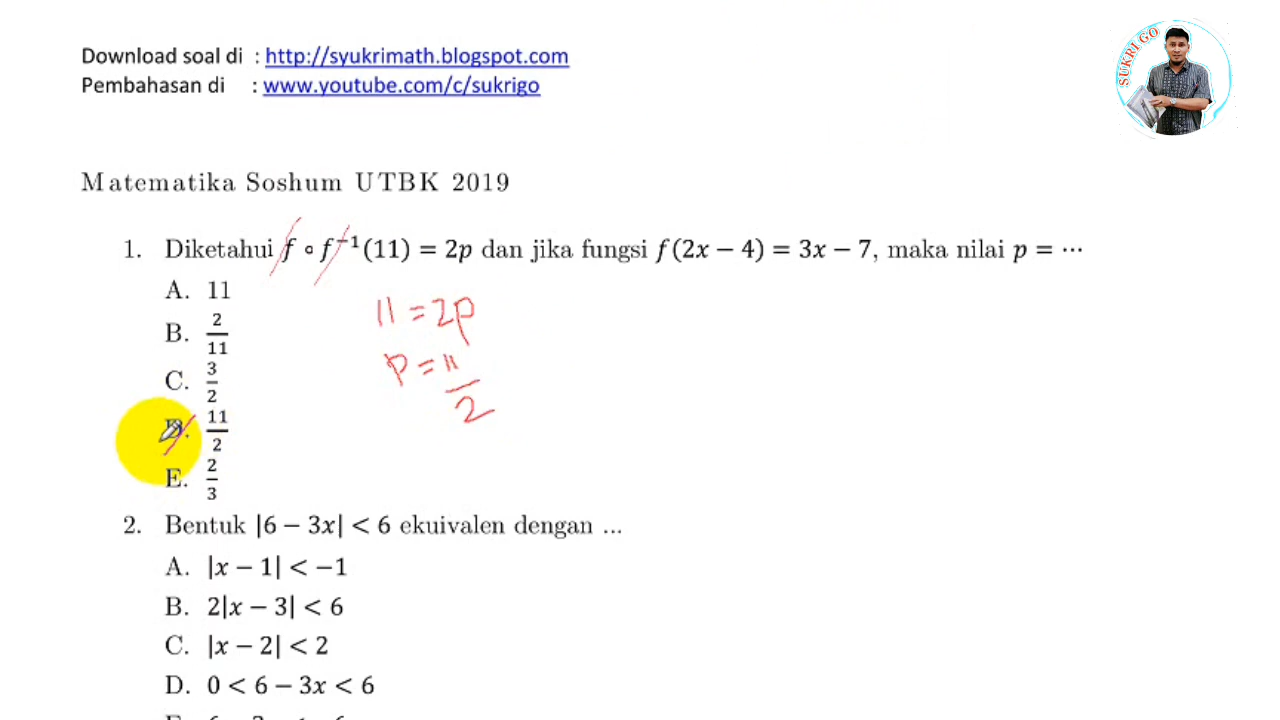 Download soal di : http://syukrimath.blogspot.com
Pembahasan di : www.youtube.com/c/sukrigo
SUKRI GO
Matematika Soshum UTBK 2019
1. Diketahui f ∘ f⁻¹(11) = 2p dan jika fungsi f(2x − 4) = 3x − 7, maka nilai p = ⋯
A. 11
B. 2/11
C. 3/2
D. 11/2
E. 2/3
11 = 2p
p = 11/2
2. Bentuk |6 − 3x| < 6 ekuivalen dengan ...
A. |x − 1| < −1
B. 2|x − 3| < 6
C. |x − 2| < 2
D. 0 < 6 − 3x < 6